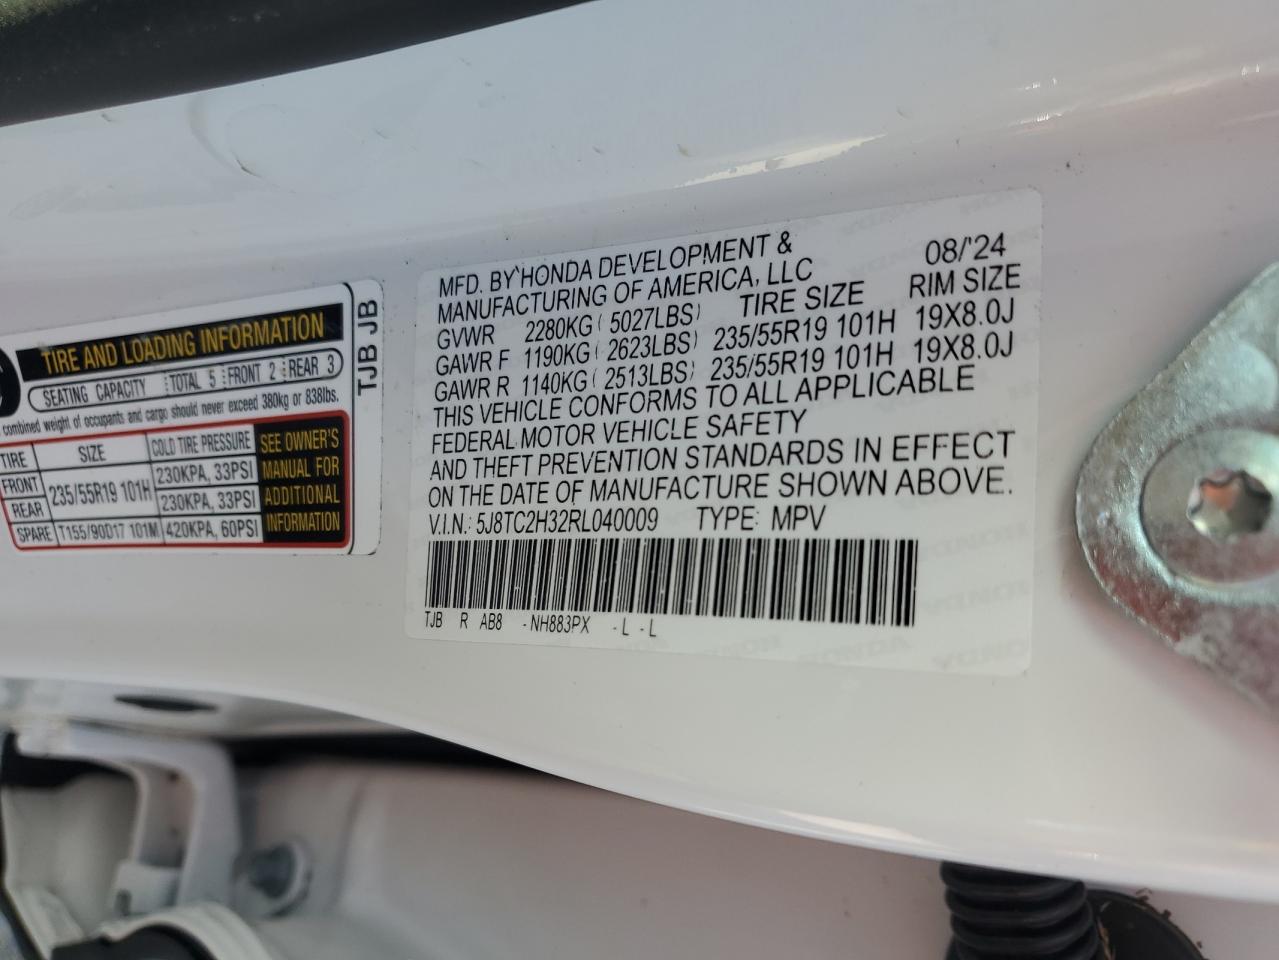 TIRE AND LOADING INFORMATION
SEATING CAPACITY TOTAL 5 FRONT 2 REAR 3
combined weight of occupants and cargo should never exceed 380kg or 838lbs.
TIRE SIZE COLD TIRE PRESSURE
FRONT 235/55R19 101H 230KPA, 33PSI
REAR 230KPA, 33PSI
SPARE T155/90D17 101M 420KPA, 60PSI
SEE OWNER'S
MANUAL FOR
ADDITIONAL
INFORMATION
TJB JB
MFD. BY HONDA DEVELOPMENT & 08/'24
MANUFACTURING OF AMERICA, LLC TIRE SIZE RIM SIZE
GVWR 2280KG ( 5027LBS)
GAWR F 1190KG ( 2623LBS) 235/55R19 101H 19X8.0J
GAWR R 1140KG ( 2513LBS) 235/55R19 101H 19X8.0J
THIS VEHICLE CONFORMS TO ALL APPLICABLE
FEDERAL MOTOR VEHICLE SAFETY
AND THEFT PREVENTION STANDARDS IN EFFECT
ON THE DATE OF MANUFACTURE SHOWN ABOVE.
V.I.N.: 5J8TC2H32RL040009 TYPE: MPV
TJB R AB8 -NH883PX -L -L
HONDA